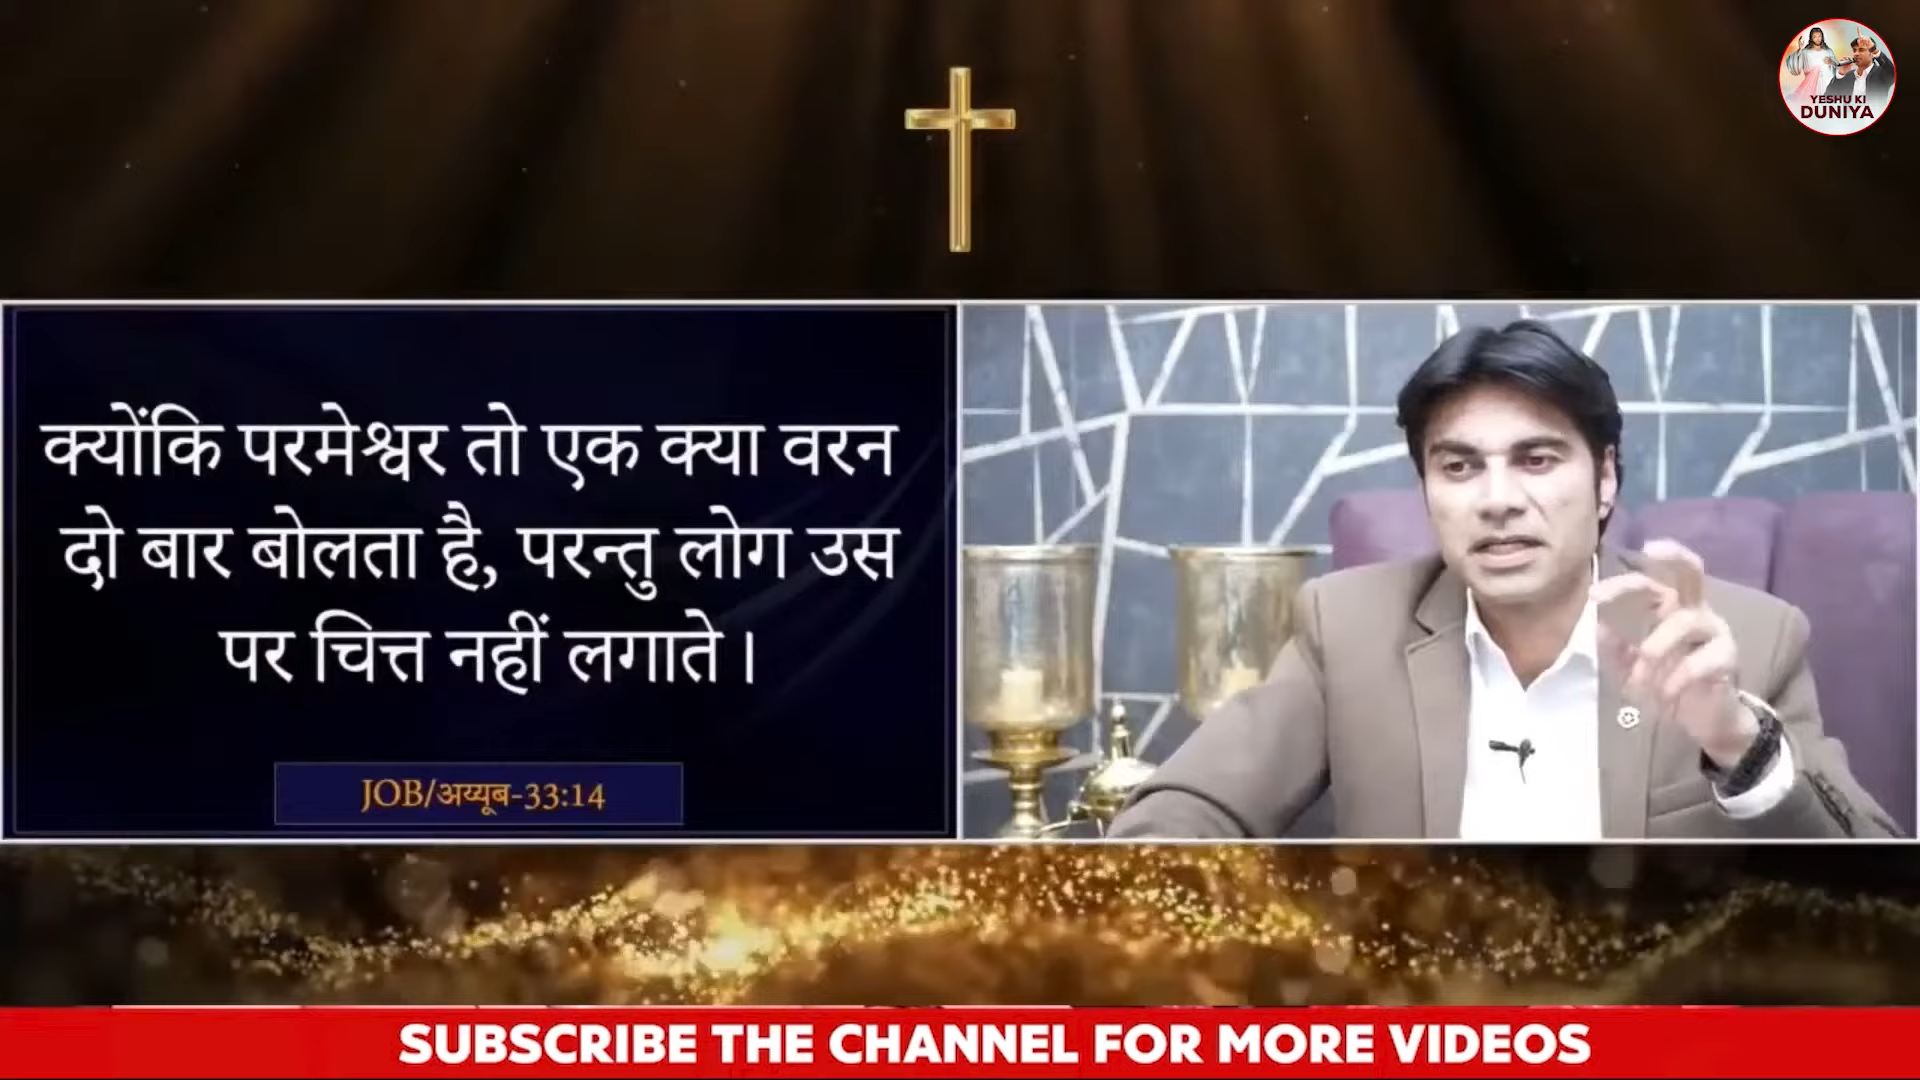 YESHU KI
DUNIYA
क्योंकि परमेश्वर तो एक क्या वरन
दो बार बोलता है, परन्तु लोग उस
पर चित्त नहीं लगाते।
JOB/अय्यूब-33:14
SUBSCRIBE THE CHANNEL FOR MORE VIDEOS